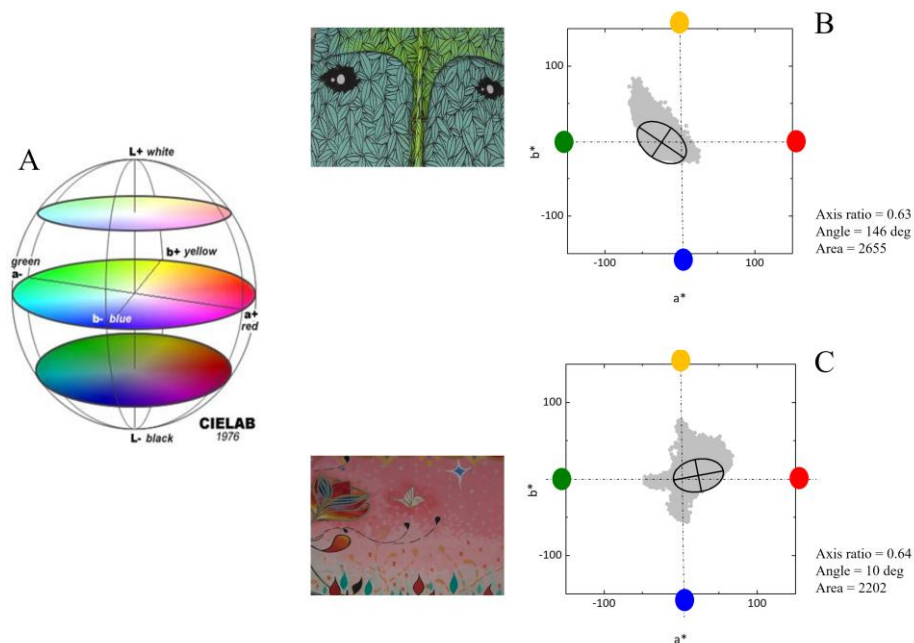 A
L+ white
b+ yellow
green
a-
b- blue
a+
red
L- black
CIELAB
1976
B
100
-100
b*
-100
100
a*
Axis ratio = 0.63
Angle = 146 deg
Area = 2655
C
100
-100
b*
-100
100
a*
Axis ratio = 0.64
Angle = 10 deg
Area = 2202